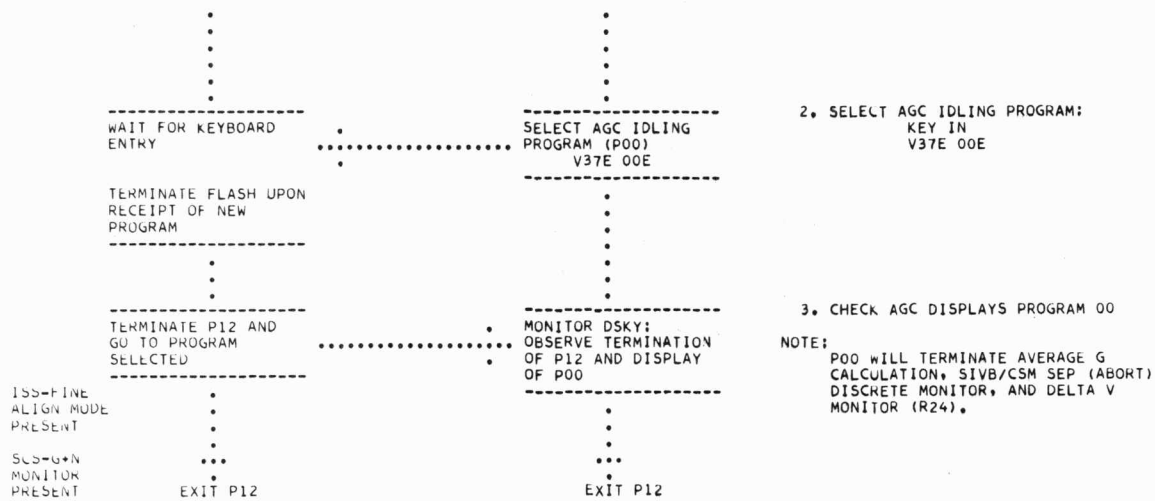 WAIT FOR KEYBOARD
ENTRY
TERMINATE FLASH UPON
RECEIPT OF NEW
PROGRAM
TERMINATE P12 AND
GO TO PROGRAM
SELECTED
ISS-FINE
ALIGN MODE
PRESENT
SCS-G+N
MONITOR
PRESENT
EXIT P12
SELECT AGC IDLING
PROGRAM (P00)
V37E 00E
MONITOR DSKY:
OBSERVE TERMINATION
OF P12 AND DISPLAY
OF P00
EXIT P12
2. SELECT AGC IDLING PROGRAM:
KEY IN
V37E 00E
3. CHECK AGC DISPLAYS PROGRAM 00
NOTE:
P00 WILL TERMINATE AVERAGE G
CALCULATION, SIVB/CSM SEP (ABORT)
DISCRETE MONITOR, AND DELTA V
MONITOR (R24).